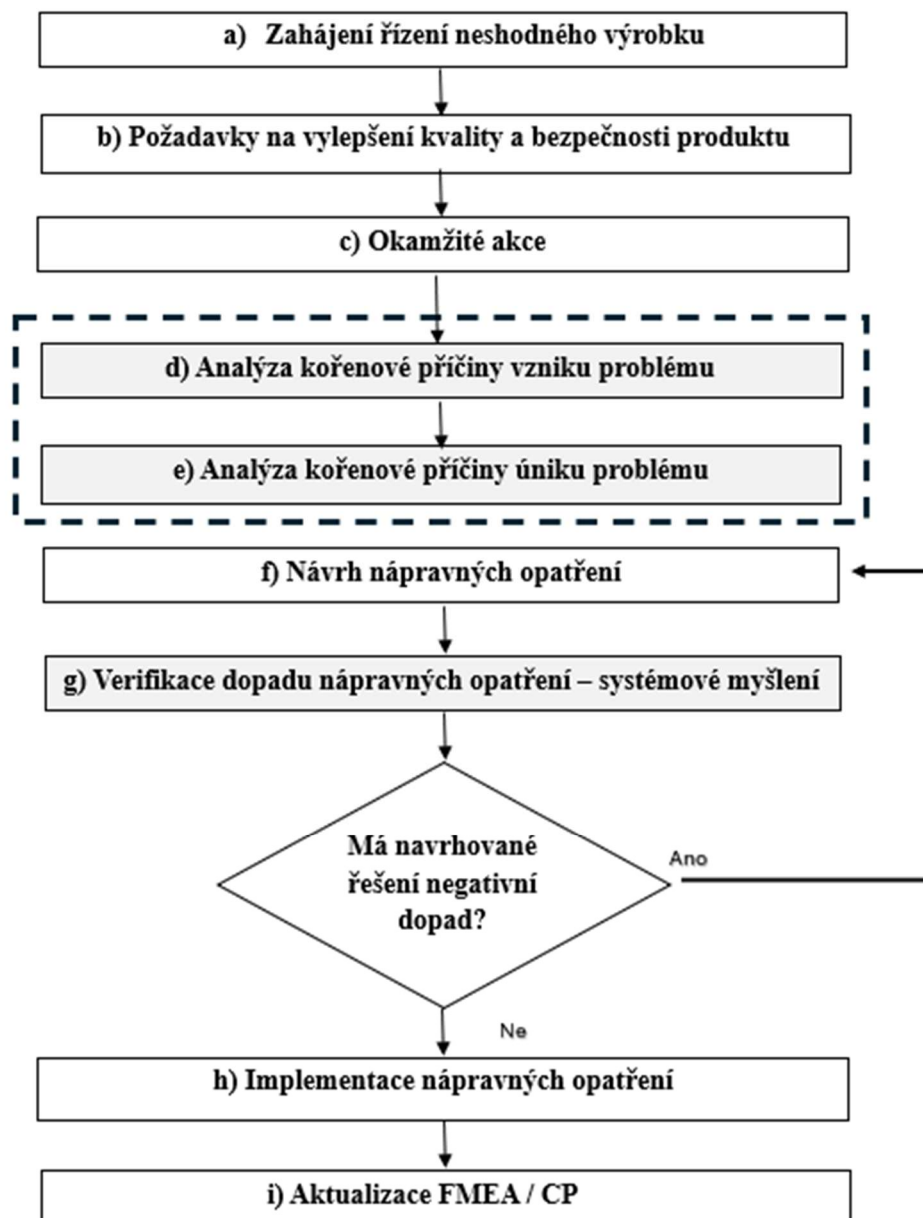 a) Zahájení řízení neshodného výrobku
b) Požadavky na vylepšení kvality a bezpečnosti produktu
c) Okamžité akce
d) Analýza kořenové příčiny vzniku problému
e) Analýza kořenové příčiny úniku problému
f) Návrh nápravných opatření
g) Verifikace dopadu nápravných opatření – systémové myšlení
Má navrhované
řešení negativní
dopad?
Ano
Ne
h) Implementace nápravných opatření
i) Aktualizace FMEA / CP